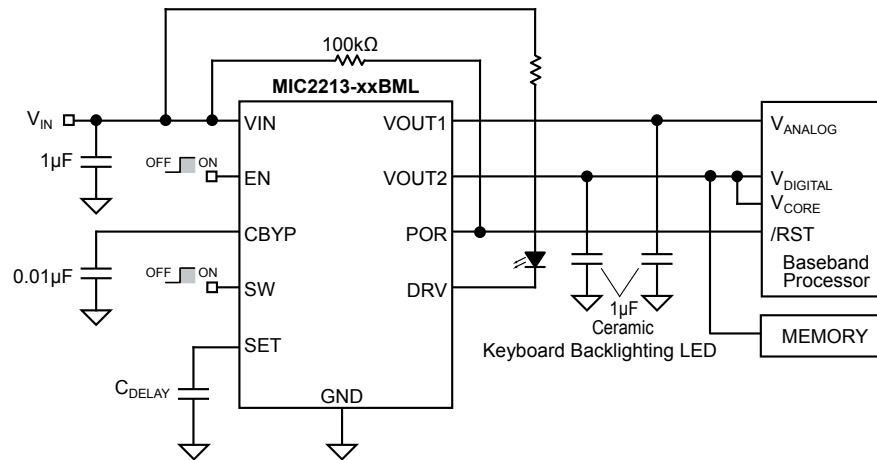 100kΩ
MIC2213-xxBML
VIN
1µF
OFF ON
VIN
EN
CBYP
0.01µF
OFF ON
SW
SET
CDELAY
GND
VOUT1
VOUT2
POR
DRV
1µF
Ceramic
Keyboard Backlighting LED
VANALOG
VDIGITAL
VCORE
/RST
Baseband
Processor
MEMORY